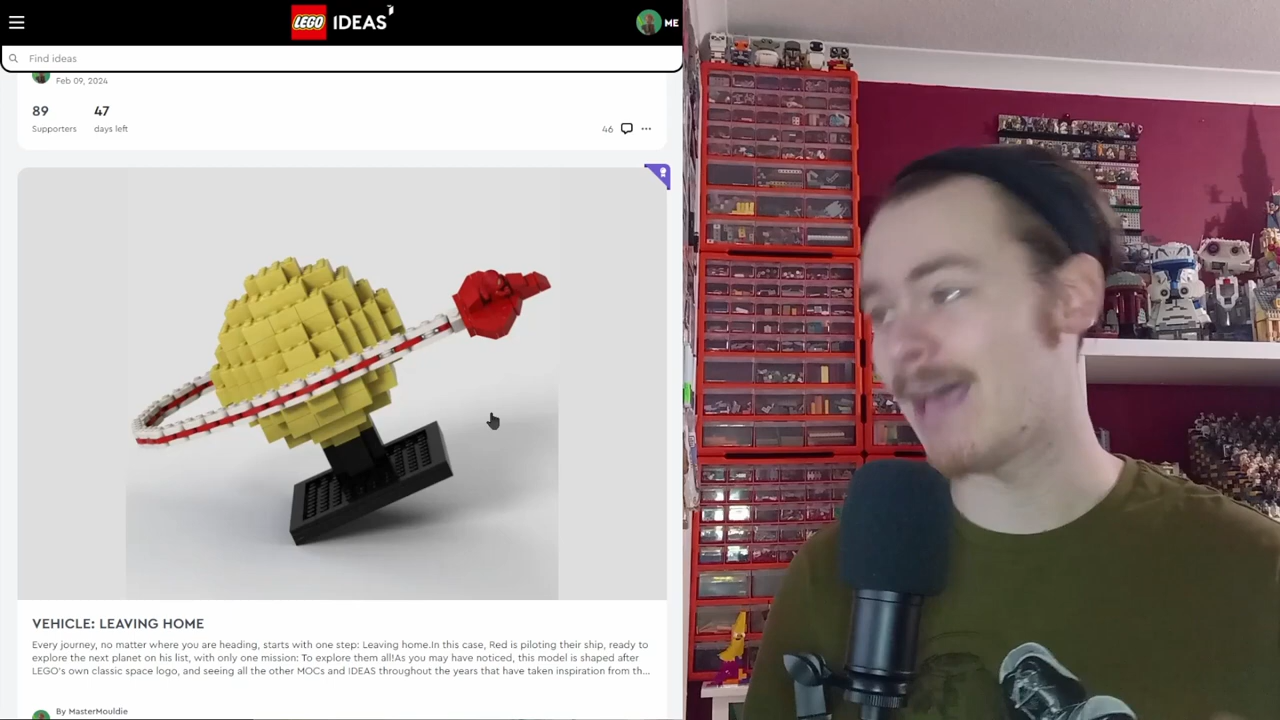 LEGO IDEAS
ME
Find ideas
Feb 09, 2024
89 47
Supporters days left
46
VEHICLE: LEAVING HOME
Every journey, no matter where you are heading, starts with one step: Leaving home.In this case, Red is piloting their ship, ready to
explore the next planet on his list, with only one mission: To explore them all!As you may have noticed, this model is shaped after
LEGO's own classic space logo, and seeing all the other MOCs and IDEAS throughout the years that have taken inspiration from th...
By MasterMouldie